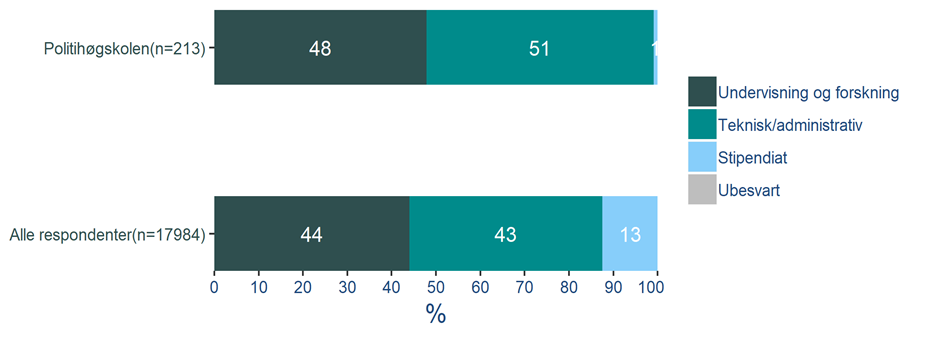 Politihøgskolen(n=213)
48
51
1
Undervisning og forskning
Teknisk/administrativ
Stipendiat
Ubesvart
Alle respondenter(n=17984)
44
43
13
0 10 20 30 40 50 60 70 80 90 100
%